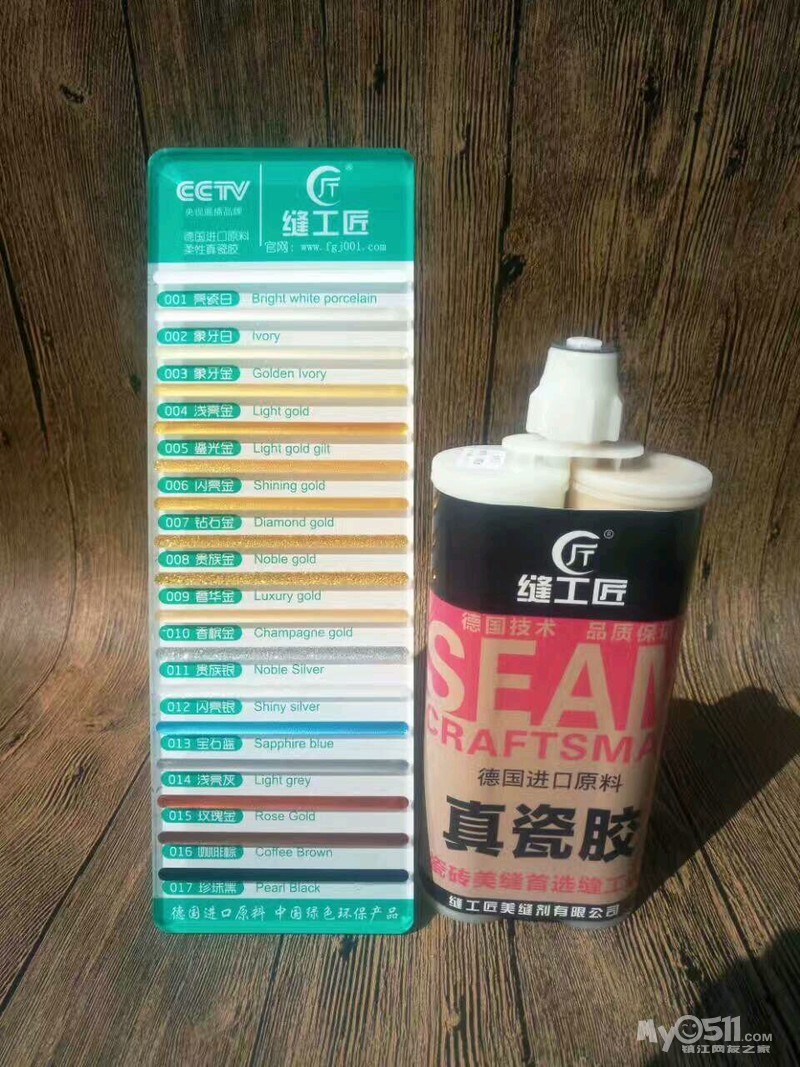 CCTV
央视展播品牌
德国进口原料
柔性真瓷胶
缝工匠
®
官网：www.fgj001.com
001 亮瓷白 Bright white porcelain
002 象牙白 Ivory
003 象牙金 Golden Ivory
004 浅亮金 Light gold
005 鎏光金 Light gold gilt
006 闪亮金 Shining gold
007 钻石金 Diamond gold
008 贵族金 Noble gold
009 奢华金 Luxury gold
010 香槟金 Champagne gold
011 贵族银 Noble Silver
012 闪亮银 Shiny silver
013 宝石蓝 Sapphire blue
014 浅亮灰 Light grey
015 玫瑰金 Rose Gold
016 咖啡棕 Coffee Brown
017 珍珠黑 Pearl Black
德国进口原料 中国绿色环保产品
®
缝工匠
德国技术 品质保证
SEAM
CRAFTSMA
德国进口原料
真瓷胶
瓷砖美缝首选缝工
缝工匠美缝剂有限公司
MyO511.COM
镇江网友之家